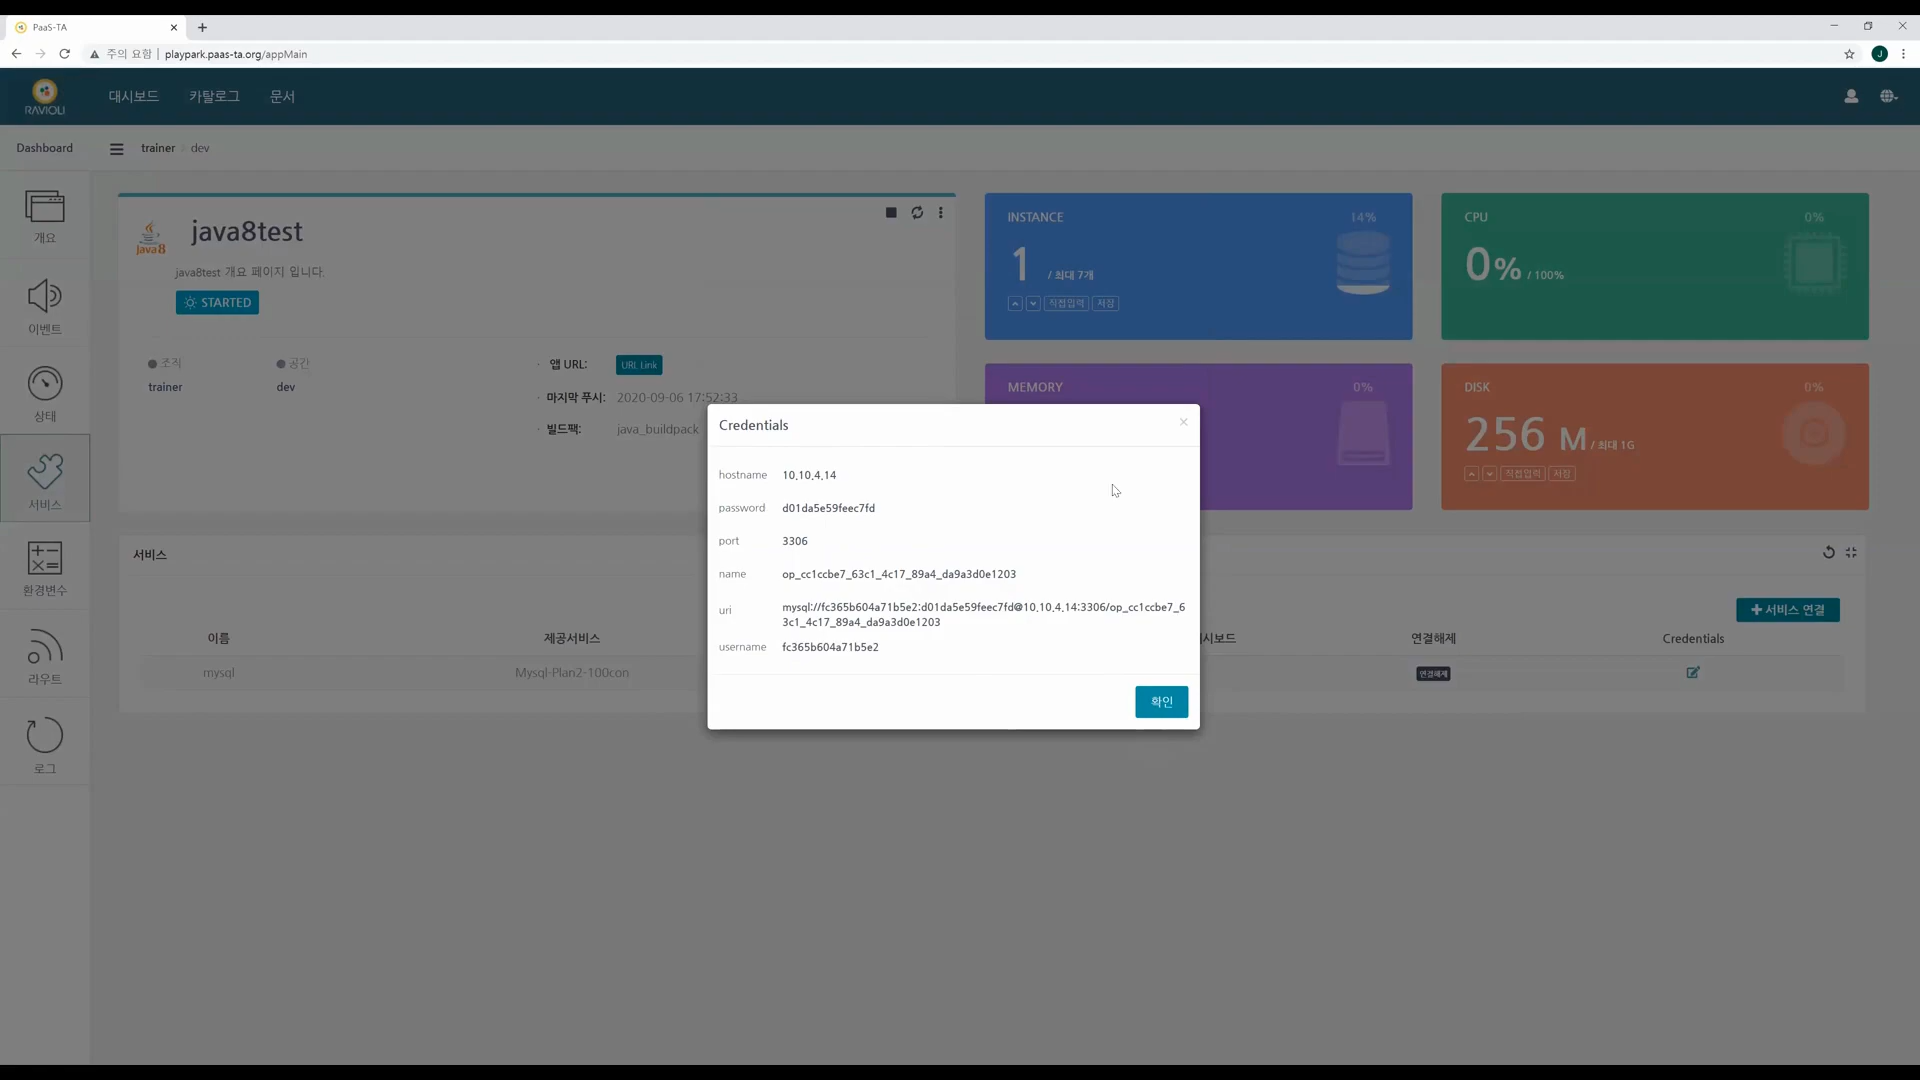 PaaS-TA
주의 요함 | playpark.paas-ta.org/appMain
J
RAVIOLI
대시보드
카탈로그
문서
Dashboard
trainer
dev
개요
이벤트
상태
서비스
환경변수
라우트
로그
java8
java8test
java8test 개요 페이지 입니다.
STARTED
조직
trainer
공간
dev
앱 URL:
URL Link
마지막 푸시:
2020-09-06 17:52:33
빌드팩:
java_buildpack
INSTANCE
14%
1 / 최대 7개
직접입력
저장
CPU
0%
0% / 100%
MEMORY
0%
DISK
0%
256 M / 최대 1G
직접입력
저장
서비스
서비스 연결
이름
제공서비스
시보드
연결해제
Credentials
mysql
Mysql-Plan2-100con
연결해제
Credentials
hostname 10.10.4.14
password d01da5e59feec7fd
port 3306
name op_cc1ccbe7_63c1_4c17_89a4_da9a3d0e1203
uri mysql://fc365b604a71b5e2:d01da5e59feec7fd@10.10.4.14:3306/op_cc1ccbe7_6
3c1_4c17_89a4_da9a3d0e1203
username fc365b604a71b5e2
확인